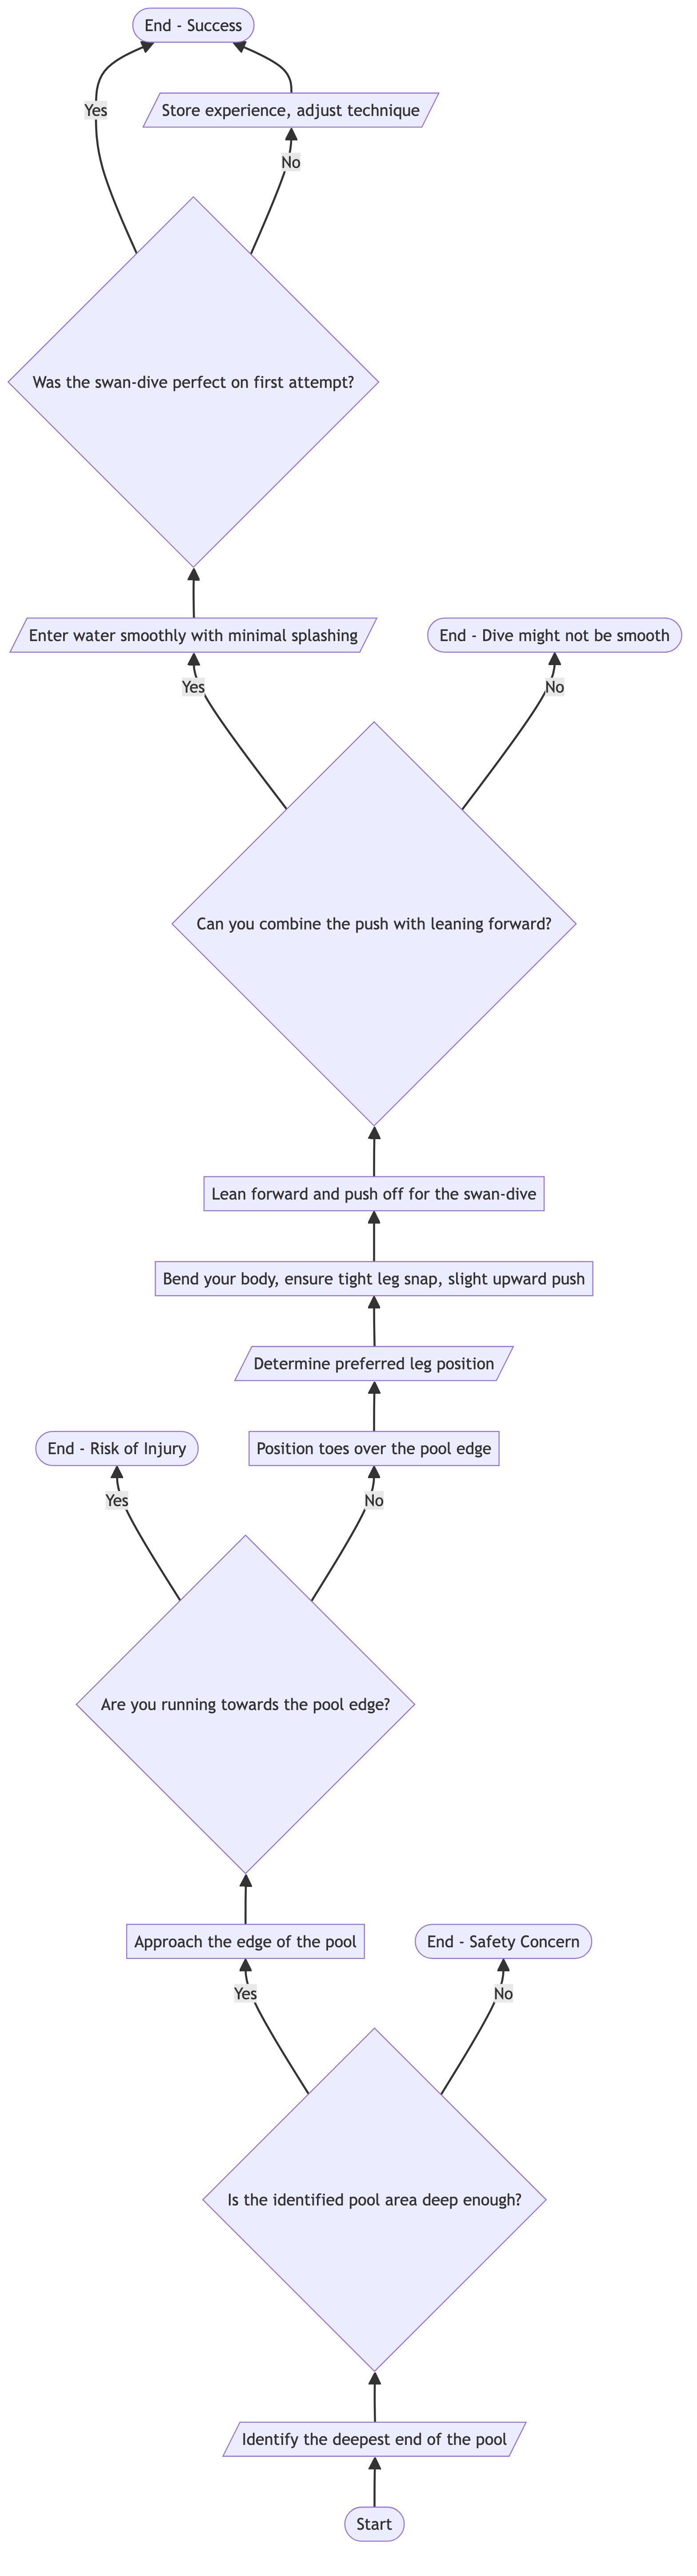 End - Success
Yes
Store experience, adjust technique
No
Was the swan-dive perfect on first attempt?
Enter water smoothly with minimal splashing
End - Dive might not be smooth
Yes
No
Can you combine the push with leaning forward?
Lean forward and push off for the swan-dive
Bend your body, ensure tight leg snap, slight upward push
Determine preferred leg position
End - Risk of Injury
Position toes over the pool edge
Yes
No
Are you running towards the pool edge?
Approach the edge of the pool
End - Safety Concern
Yes
No
Is the identified pool area deep enough?
Identify the deepest end of the pool
Start